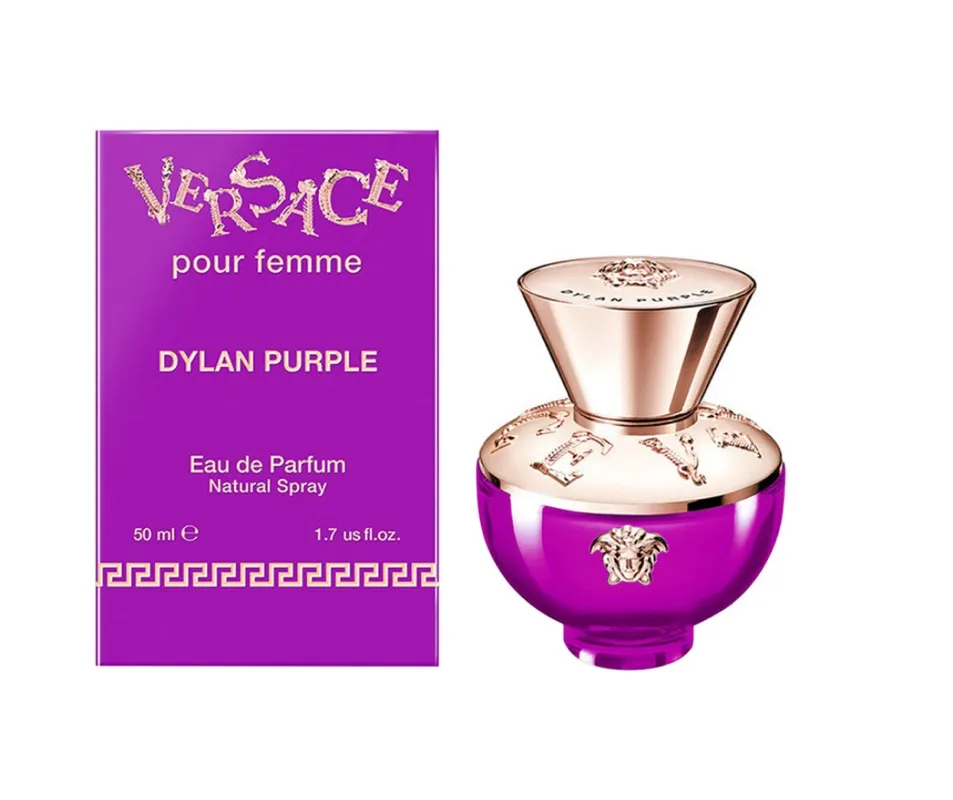 VERSACE
pour femme
DYLAN PURPLE
Eau de Parfum
Natural Spray
50 ml ℮ 1.7 us fl.oz.
DYLAN PURPLE